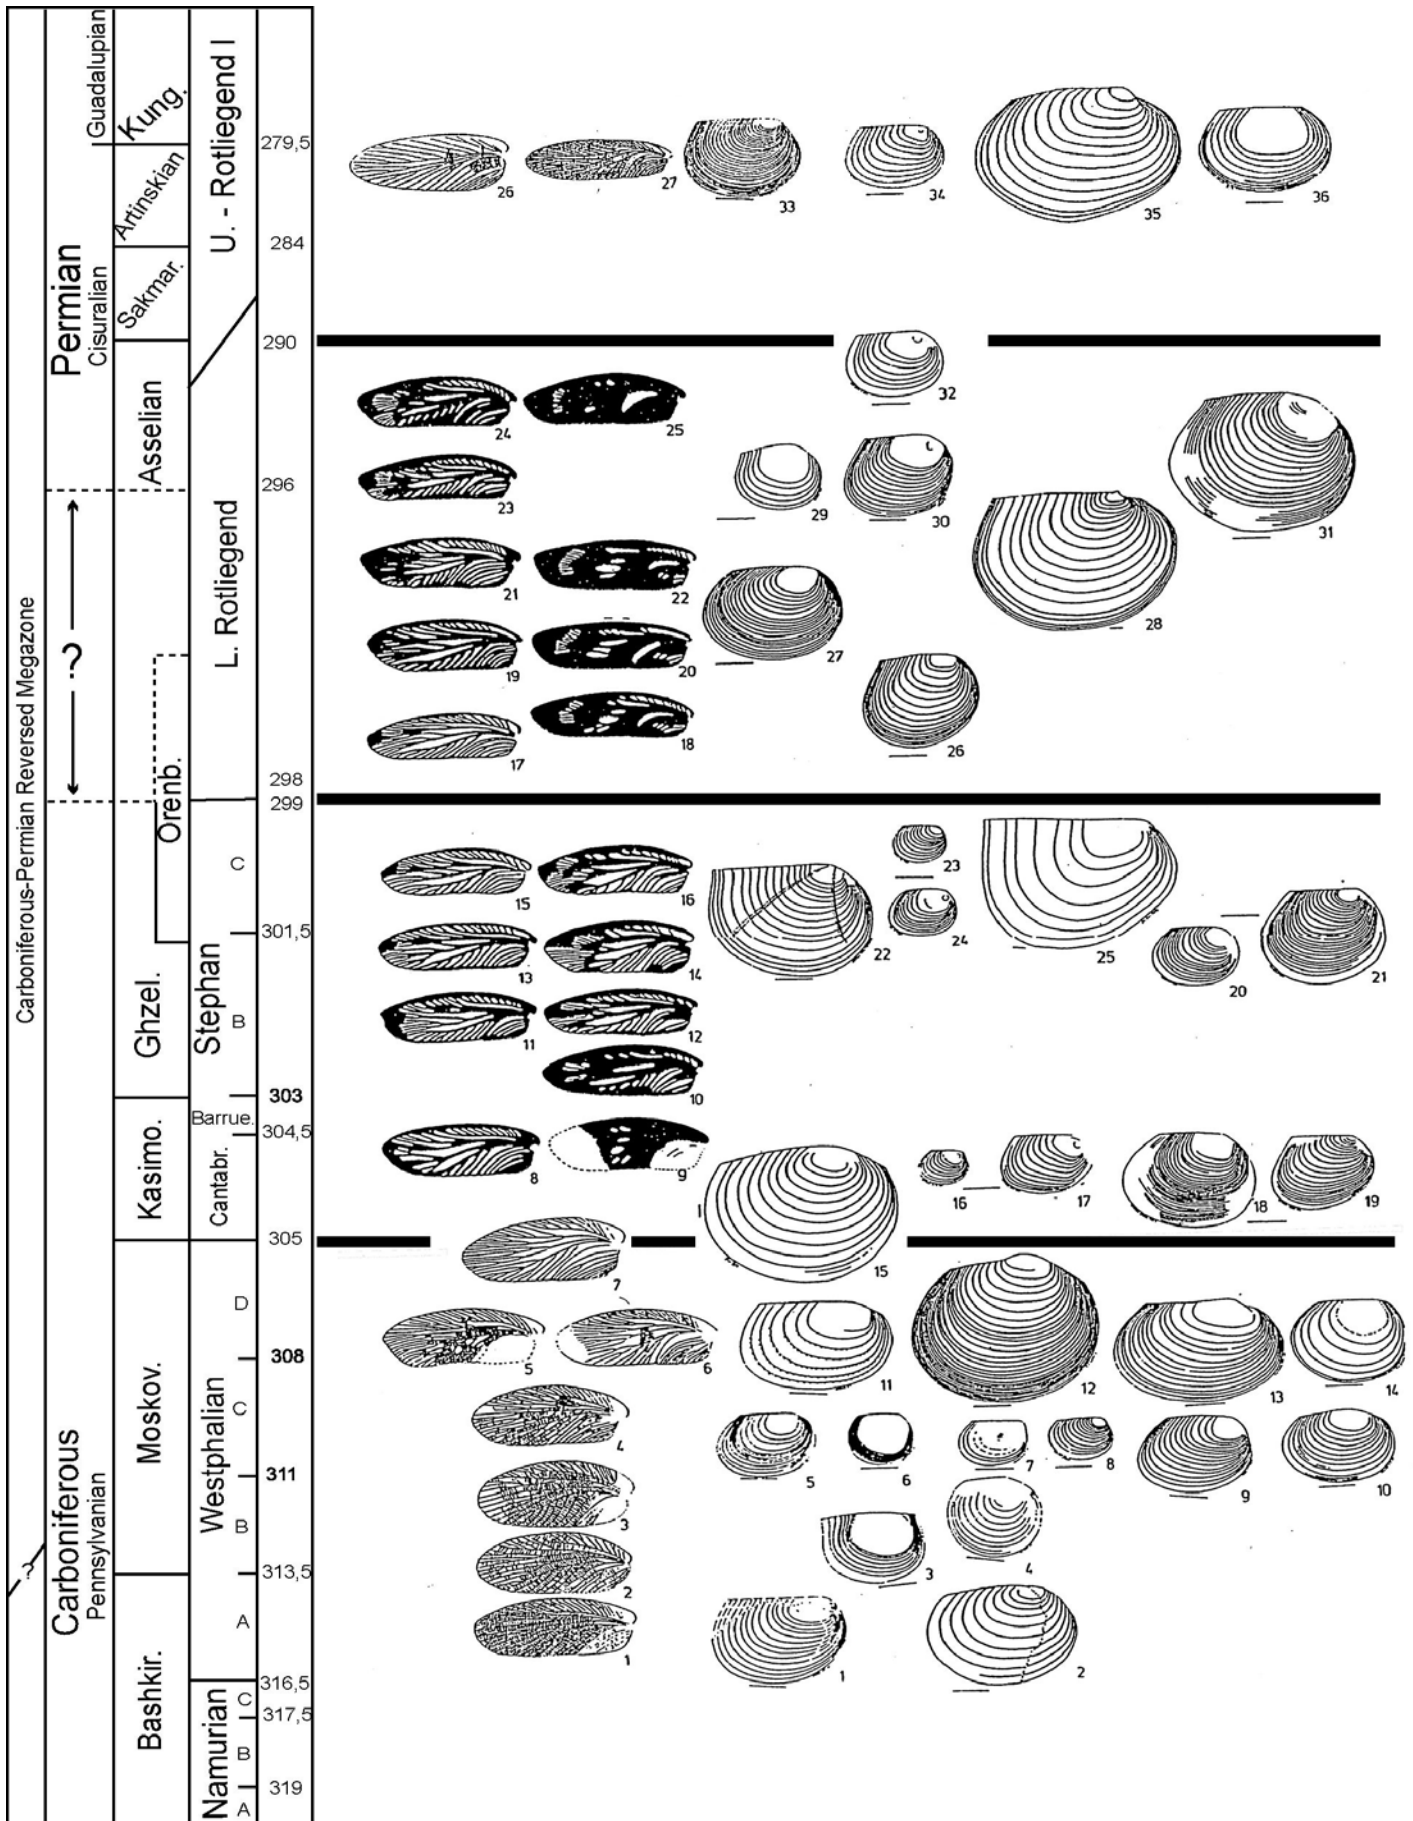 Carboniferous-Permian Reversed Megazone
?
Permian
Cisuralian
Guadalupian
?
Carboniferous
Pennsylvanian
Kung.
Artinskian
Sakmar.
Asselian
Orenb.
Ghzel.
Kasimo.
Moskov.
Bashkir.
U. - Rotliegend I
L. Rotliegend
Stephan
C
B
Barrue.
Cantabr.
Westphalian
D
C
B
A
Namurian
C
B
A
279,5
284
290
296
298
299
301,5
303
304,5
305
308
311
313,5
316,5
317,5
319
26 27 33 34 35 36
32
24 25
31
23 29 30
21 22 28
19 20 27
17 18 26
15 16 23
24
13 14 22 25 20 21
11 12
10
8 9 16 17 18 19
7 15
5 6 11 12 13 14
4 5 6 7 8 9 10
3 3 4
2
1 1 2